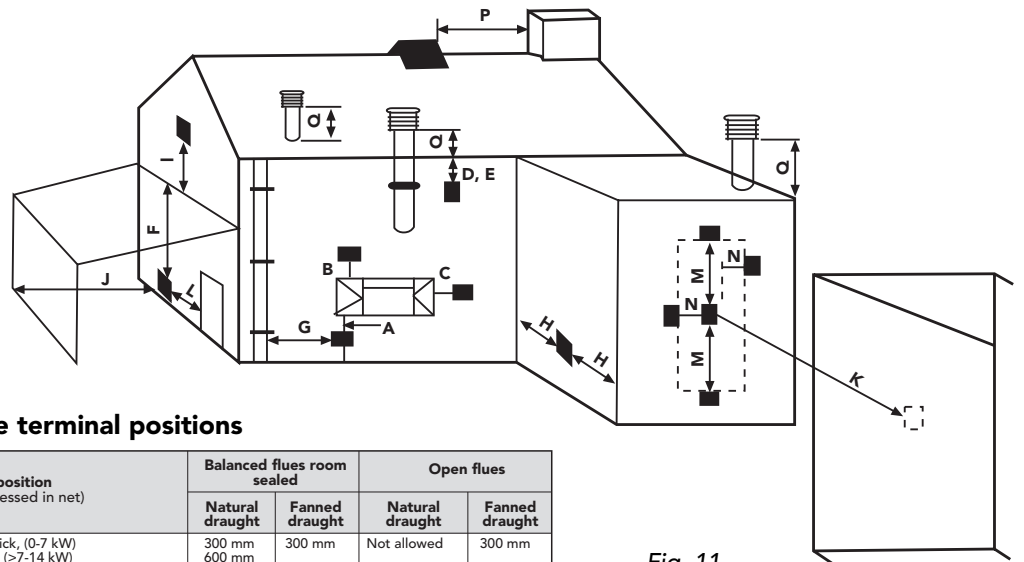 P
Q
Q
D, E
Q
I
F
J
L
B
C
A
G
H
H
M
N
N
M
K
terminal positions
position
Balanced flues room sealed
Open flues
essed in net)
Natural draught
Fanned draught
Natural draught
Fanned draught
ick, (0-7 kW)
300 mm
300 mm
Not allowed
300 mm
(>7-14 kW)
600 mm
Fig. 11